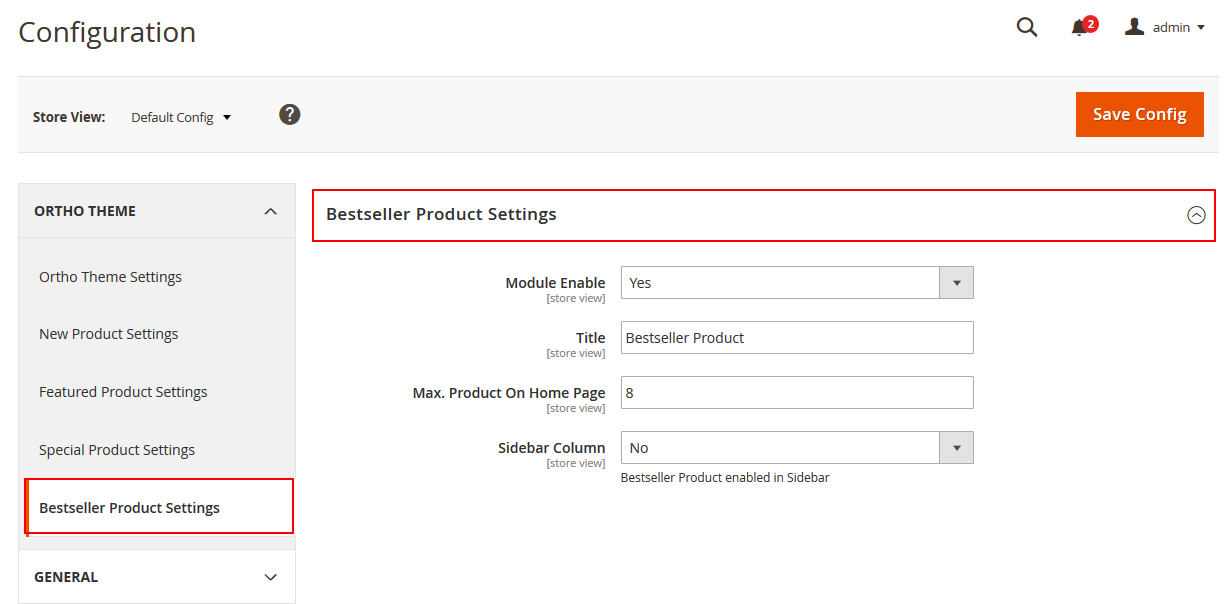 Configuration
2
admin
Store View: Default Config ?
Save Config
ORTHO THEME
Ortho Theme Settings
New Product Settings
Featured Product Settings
Special Product Settings
Bestseller Product Settings
GENERAL
Bestseller Product Settings
Module Enable Yes
[store view]
Title Bestseller Product
[store view]
Max. Product On Home Page 8
[store view]
Sidebar Column No
[store view]
Bestseller Product enabled in Sidebar